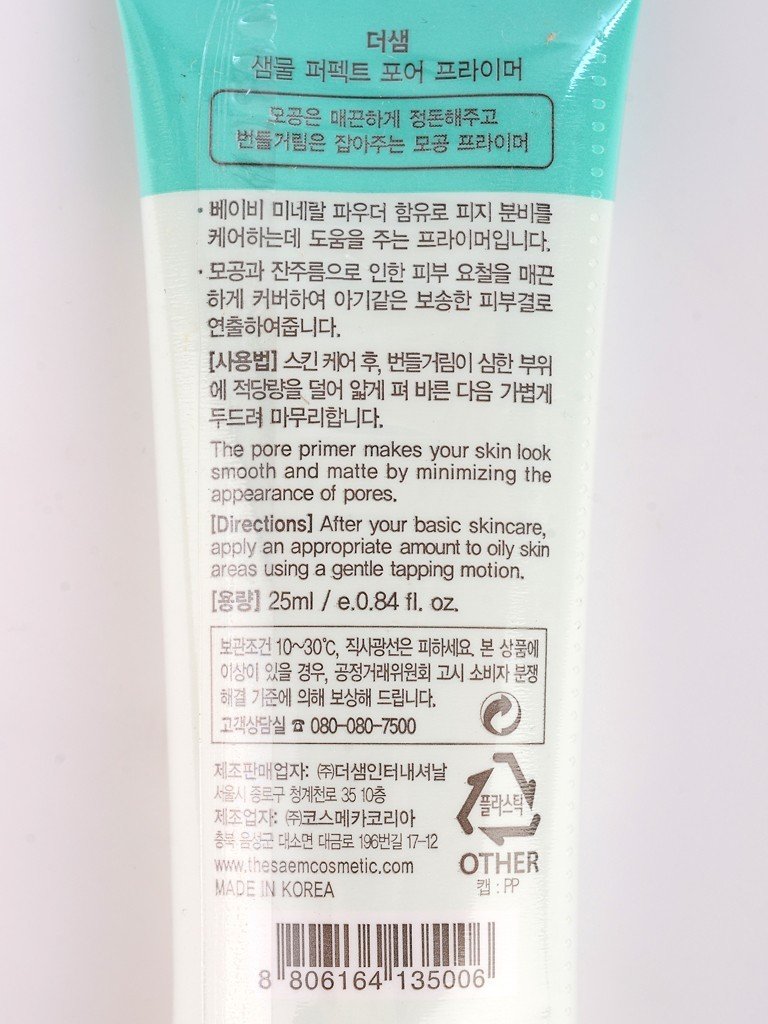 더샘
샘물 퍼펙트 포어 프라이머
모공은 매끈하게 정돈해주고
번들거림은 잡아주는 모공 프라이머
· 베이비 미네랄 파우더 함유로 피지 분비를
케어하는데 도움을 주는 프라이머입니다.
· 모공과 잔주름으로 인한 피부 요철을 매끈
하게 커버하여 아기같은 보송한 피부결로
연출하여줍니다.
[사용법] 스킨 케어 후, 번들거림이 심한 부위
에 적당량을 덜어 얇게 펴 바른 다음 가볍게
두드려 마무리합니다.
The pore primer makes your skin look
smooth and matte by minimizing the
appearance of pores.
[Directions] After your basic skincare,
apply an appropriate amount to oily skin
areas using a gentle tapping motion.
[용량] 25ml / e.0.84 fl. oz.
보관조건 10~30℃, 직사광선은 피하세요. 본 상품에
이상이 있을 경우, 공정거래위원회 고시 소비자 분쟁
해결 기준에 의해 보상해 드립니다.
고객상담실 ☎ 080-080-7500
제조판매업자: ㈜더샘인터내셔날
서울시 종로구 청계천로 35 10층
제조업자: ㈜코스메카코리아
충북 음성군 대소면 대금로 196번길 17-12
www.thesaemcosmetic.com
MADE IN KOREA
플라스틱
OTHER
캡 : PP
8 806164 135006